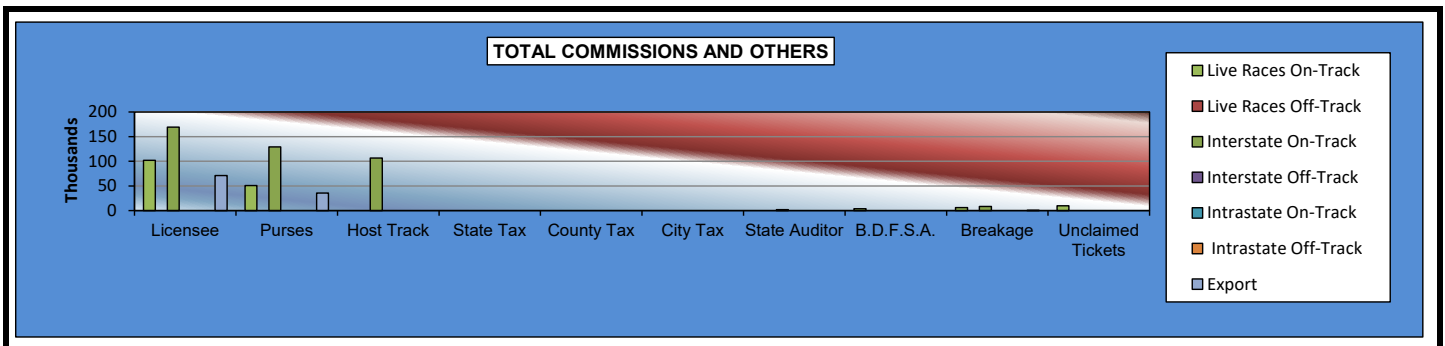 TOTAL COMMISSIONS AND OTHERS
Thousands
200
150
100
50
0
Licensee Purses Host Track State Tax County Tax City Tax State Auditor B.D.F.S.A. Breakage Unclaimed
Tickets
Live Races On-Track
Live Races Off-Track
Interstate On-Track
Interstate Off-Track
Intrastate On-Track
Intrastate Off-Track
Export